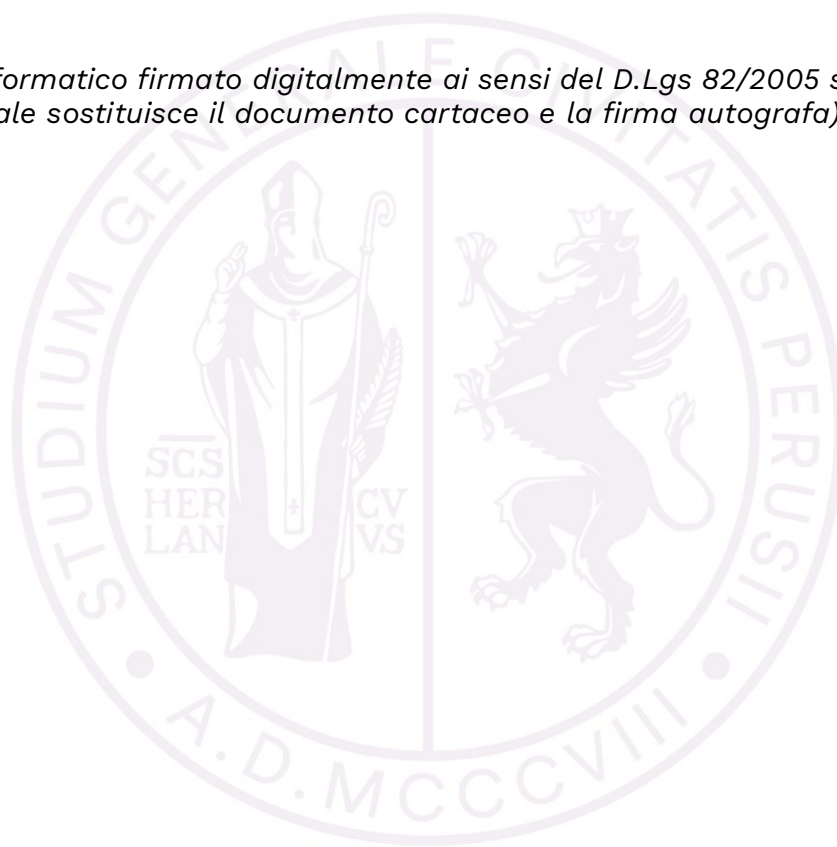 formatico firmato digitalmente ai sensi del D.Lgs 82/2005 s
ale sostituisce il documento cartaceo e la firma autografa)
STUDIUM GENERALE CIVITATIS PERUSII
SCS
HER CV
LAN VS
A.D. MCCCVIII